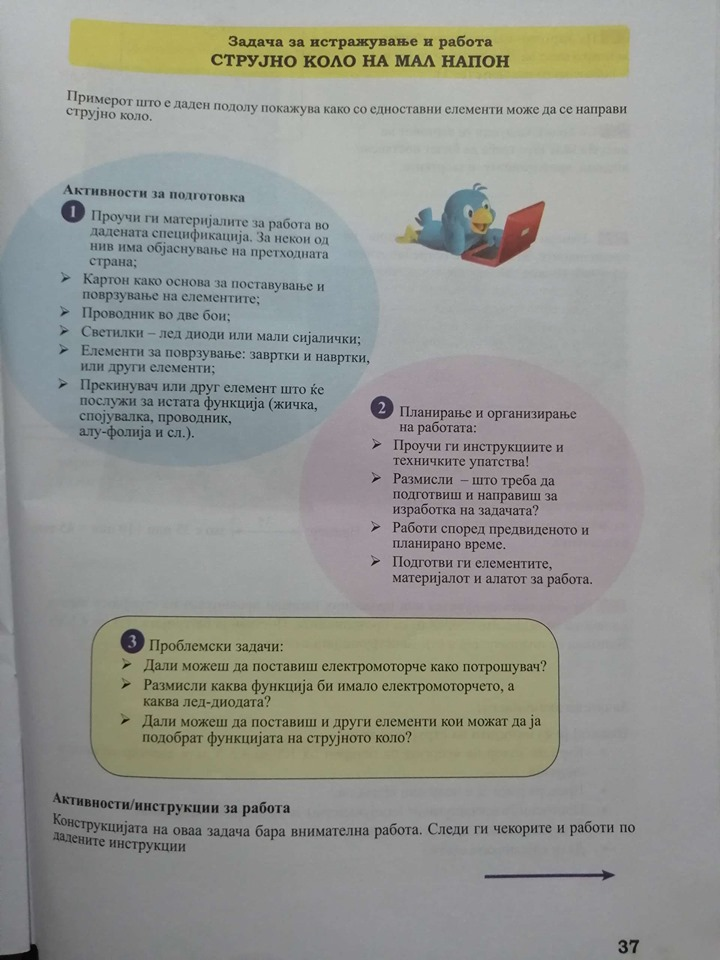 Задача за истражување и работа
СТРУЈНО КОЛО НА МАЛ НАПОН
Примерот што е даден подолу покажува како со едноставни елементи може да се направи
струјно коло.
Активности за подготовка
1 Проучи ги материјалите за работа во
дадената спецификација. За некои од
нив има објаснување на претходната
страна;
➢ Картон како основа за поставување и
поврзување на елементите;
➢ Проводник во две бои;
➢ Светилки – лед диоди или мали сијалички;
➢ Елементи за поврзување: завртки и навртки,
или други елементи;
➢ Прекинувач или друг елемент што ќе
послужи за истата функција (жичка,
спојувалка, проводник,
алу-фолија и сл.).
2 Планирање и организирање
на работата:
➢ Проучи ги инструкциите и
техничките упатства!
➢ Размисли – што треба да
подготвиш и направиш за
изработка на задачата?
➢ Работи според предвиденото и
планирано време.
➢ Подготви ги елементите,
материјалот и алатот за работа.
3 Проблемски задачи:
➢ Дали можеш да поставиш електромоторче како потрошувач?
➢ Размисли каква функција би имало електромоторчето, а
каква лед-диодата?
➢ Дали можеш да поставиш и други елементи кои можат да ја
подобрат функцијата на струјното коло?
Активности/инструкции за работа
Конструкцијата на оваа задача бара внимателна работа. Следи ги чекорите и работи по
дадените инструкции
37